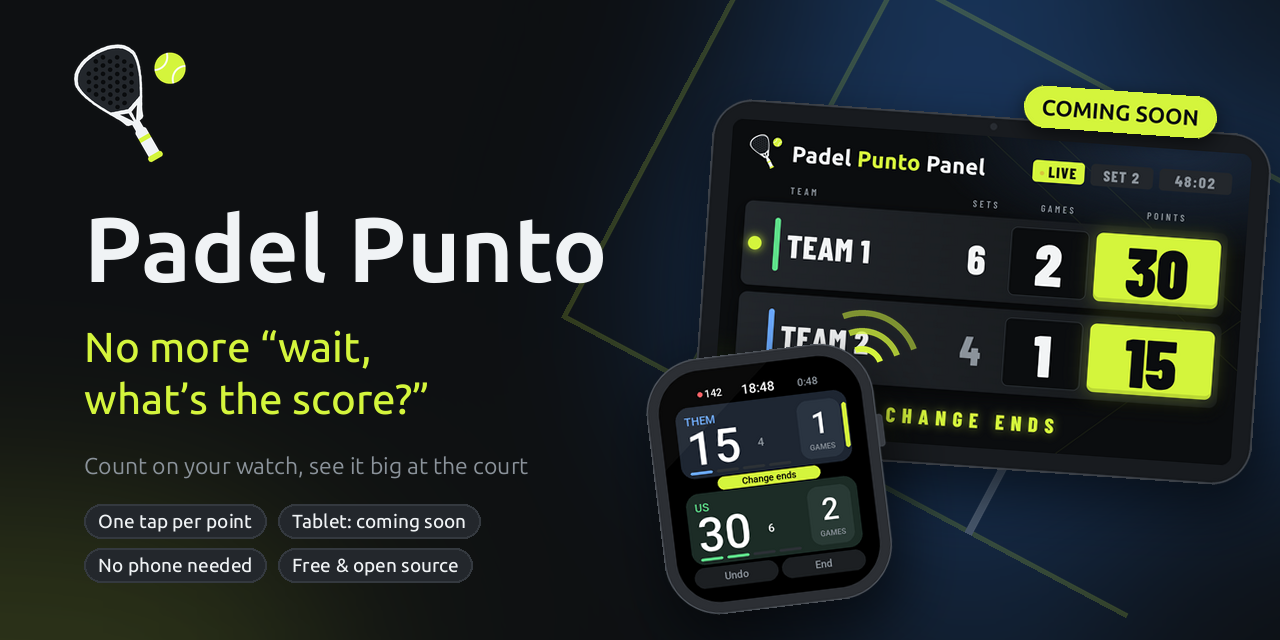 Padel Punto
No more “wait,
what’s the score?”
Count on your watch, see it big at the court
One tap per point
Tablet: coming soon
No phone needed
Free & open source
COMING SOON
Padel Punto Panel
LIVE
SET 2
48:02
TEAM
SETS
GAMES
POINTS
TEAM 1
6
2
30
TEAM 2
4
1
15
CHANGE ENDS
142
18:48
0:48
THEM
15
4
1
GAMES
Change ends
US
30
6
2
GAMES
Undo
End